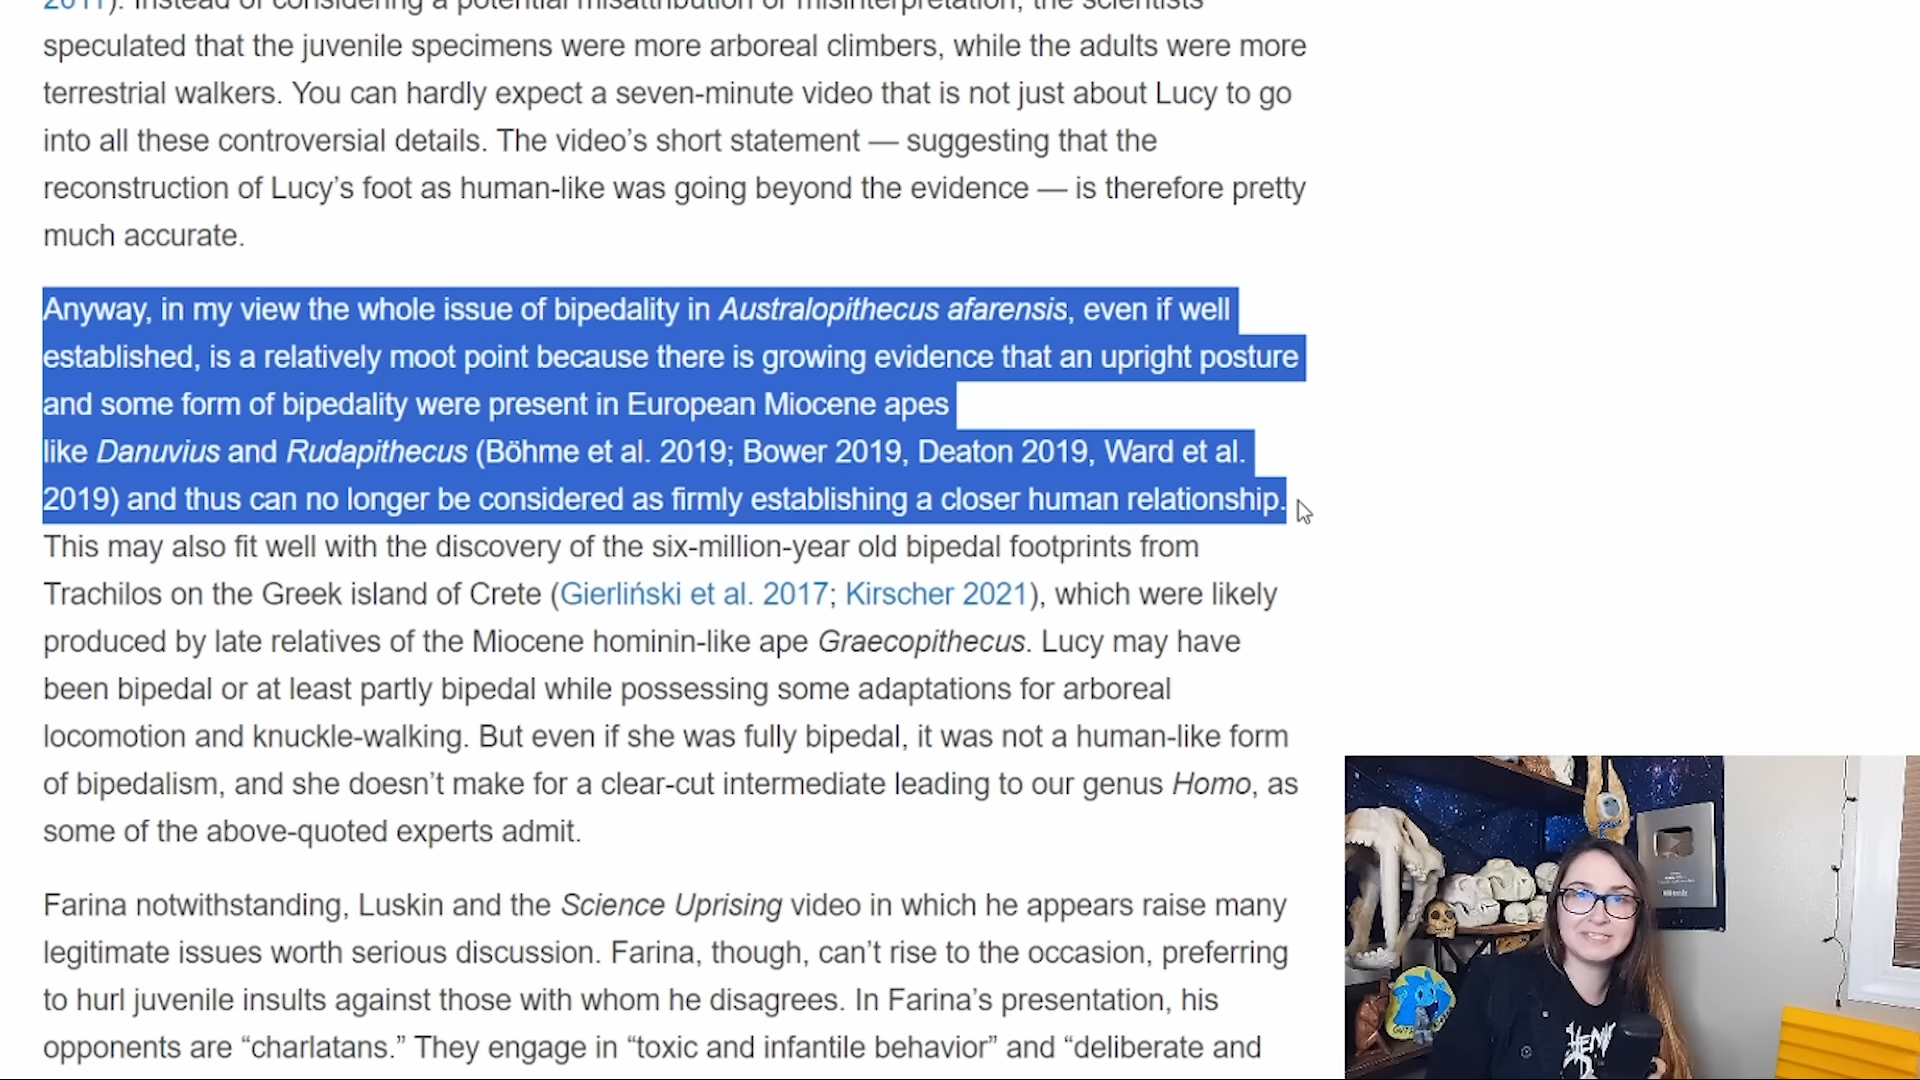 2011). Instead of considering a potential misattribution or misinterpretation, the scientists
speculated that the juvenile specimens were more arboreal climbers, while the adults were more
terrestrial walkers. You can hardly expect a seven-minute video that is not just about Lucy to go
into all these controversial details. The video’s short statement — suggesting that the
reconstruction of Lucy’s foot as human-like was going beyond the evidence — is therefore pretty
much accurate.
Anyway, in my view the whole issue of bipedality in Australopithecus afarensis, even if well
established, is a relatively moot point because there is growing evidence that an upright posture
and some form of bipedality were present in European Miocene apes
like Danuvius and Rudapithecus (Böhme et al. 2019; Bower 2019, Deaton 2019, Ward et al.
2019) and thus can no longer be considered as firmly establishing a closer human relationship.
This may also fit well with the discovery of the six-million-year old bipedal footprints from
Trachilos on the Greek island of Crete (Gierliński et al. 2017; Kirscher 2021), which were likely
produced by late relatives of the Miocene hominin-like ape Graecopithecus. Lucy may have
been bipedal or at least partly bipedal while possessing some adaptations for arboreal
locomotion and knuckle-walking. But even if she was fully bipedal, it was not a human-like form
of bipedalism, and she doesn’t make for a clear-cut intermediate leading to our genus Homo, as
some of the above-quoted experts admit.
Farina notwithstanding, Luskin and the Science Uprising video in which he appears raise many
legitimate issues worth serious discussion. Farina, though, can’t rise to the occasion, preferring
to hurl juvenile insults against those with whom he disagrees. In Farina’s presentation, his
opponents are “charlatans.” They engage in “toxic and infantile behavior” and “deliberate and